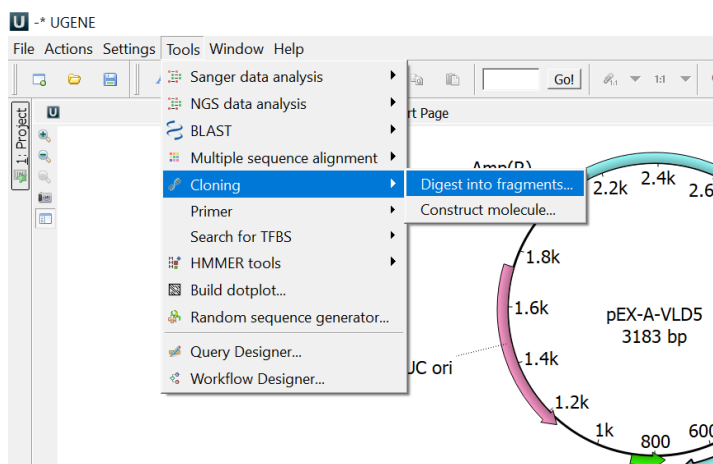 U -* UGENE
File Actions Settings Tools Window Help
Go! 1:1
1: Project
U rt Page
Sanger data analysis
NGS data analysis
BLAST
Multiple sequence alignment
Cloning
Digest into fragments...
Construct molecule...
Primer
Search for TFBS
HMMER tools
Build dotplot...
Random sequence generator...
Query Designer...
Workflow Designer...
Amp(R)
2.2k 2.4k 2.6
1.8k
1.6k
pEX-A-VLD5
3183 bp
UC ori
1.4k
1.2k
1k 800 600